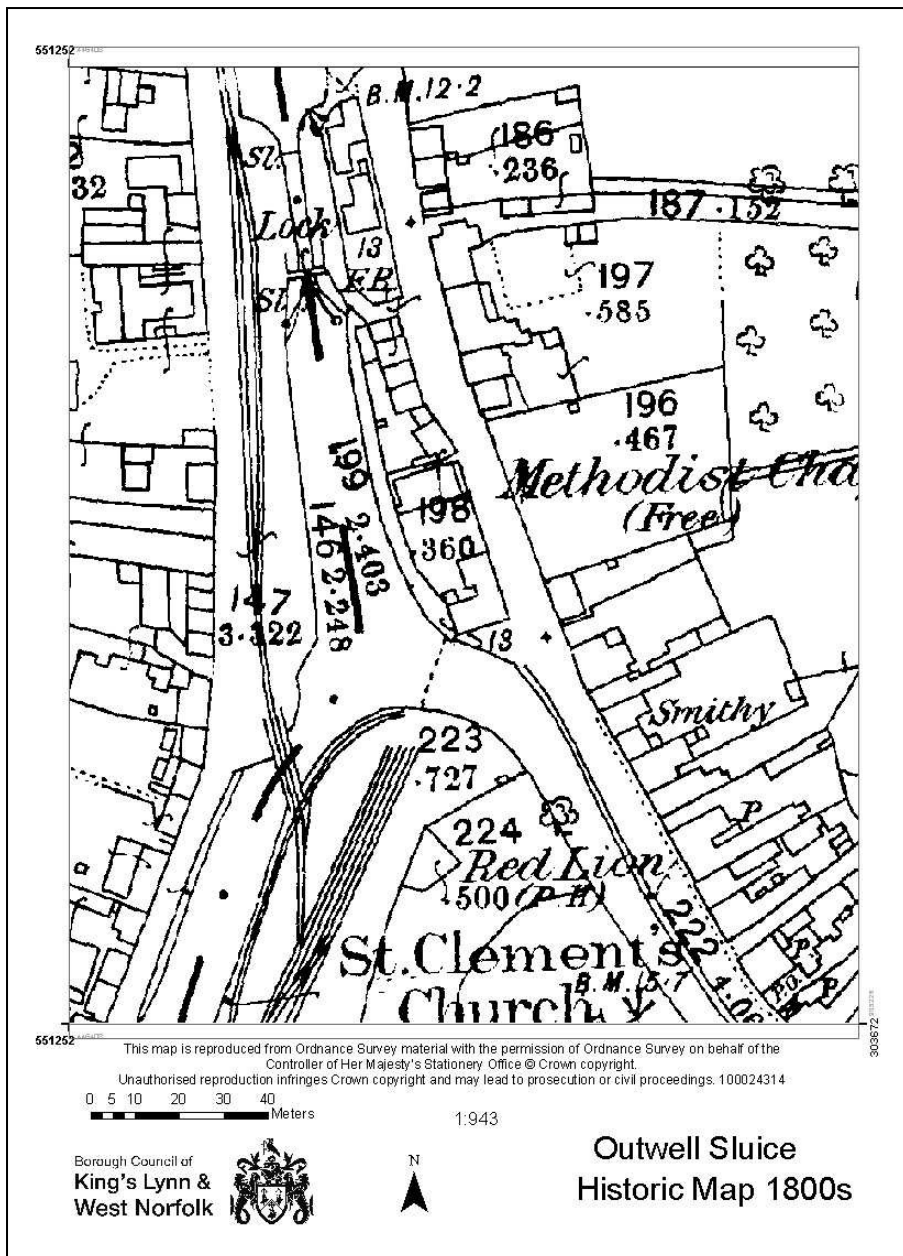 551252
B.M.12·2
186
·236
32
Sl.
187 ·152
Lock
13
197
·585
F.B.
Sl.
196
·467
199
2·403
Methodist Cha
(Free)
198
·360
146
2·248
147
3·322
13
Smithy
223
·727
P
224
Red Lion
·500 (P.H)
222
St. Clement's
P
B.M.15·7
Church
P
551252
303672
This map is reproduced from Ordnance Survey material with the permission of Ordnance Survey on behalf of the
Controller of Her Majesty's Stationery Office © Crown copyright.
Unauthorised reproduction infringes Crown copyright and may lead to prosecution or civil proceedings. 100024314
0 5 10 20 30 40
Meters
1:943
Borough Council of
King's Lynn &
West Norfolk
N
Outwell Sluice
Historic Map 1800s